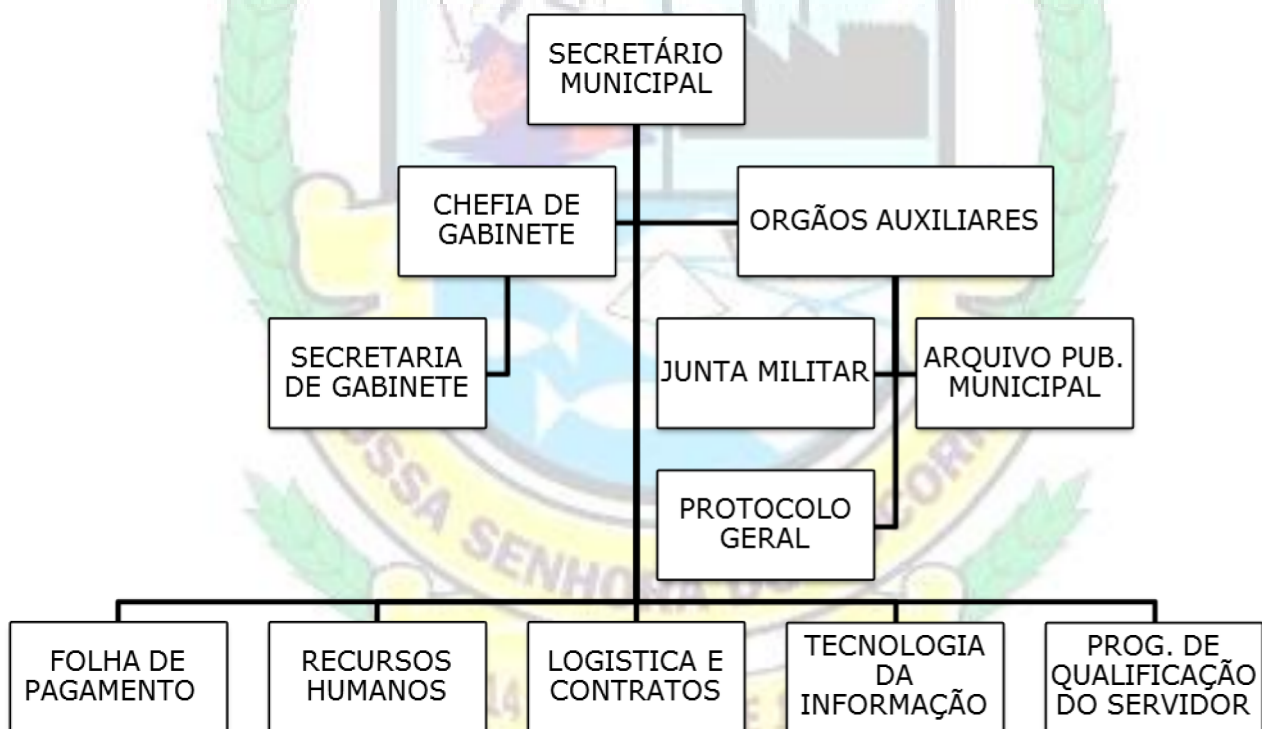 SECRETÁRIO
MUNICIPAL
CHEFIA DE
GABINETE
ORGÃOS AUXILIARES
SECRETARIA
DE GABINETE
JUNTA MILITAR
ARQUIVO PUB.
MUNICIPAL
PROTOCOLO
GERAL
SENHORA
FOLHA DE
PAGAMENTO
RECURSOS
HUMANOS
LOGISTICA E
CONTRATOS
TECNOLOGIA
DA
INFORMAÇÃO
PROG. DE
QUALIFICAÇÃO
DO SERVIDOR